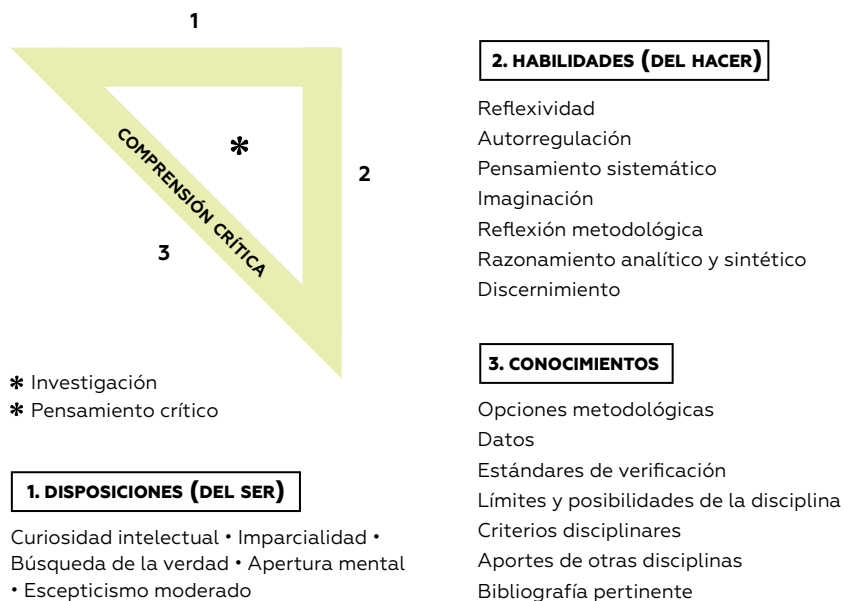 1
2
3
COMPRENSIÓN CRÍTICA
*
* Investigación
* Pensamiento crítico
1. DISPOSICIONES (DEL SER)
Curiosidad intelectual • Imparcialidad •
Búsqueda de la verdad • Apertura mental
• Escepticismo moderado
2. HABILIDADES (DEL HACER)
Reflexividad
Autorregulación
Pensamiento sistemático
Imaginación
Reflexión metodológica
Razonamiento analítico y sintético
Discernimiento
3. CONOCIMIENTOS
Opciones metodológicas
Datos
Estándares de verificación
Límites y posibilidades de la disciplina
Criterios disciplinares
Aportes de otras disciplinas
Bibliografía pertinente